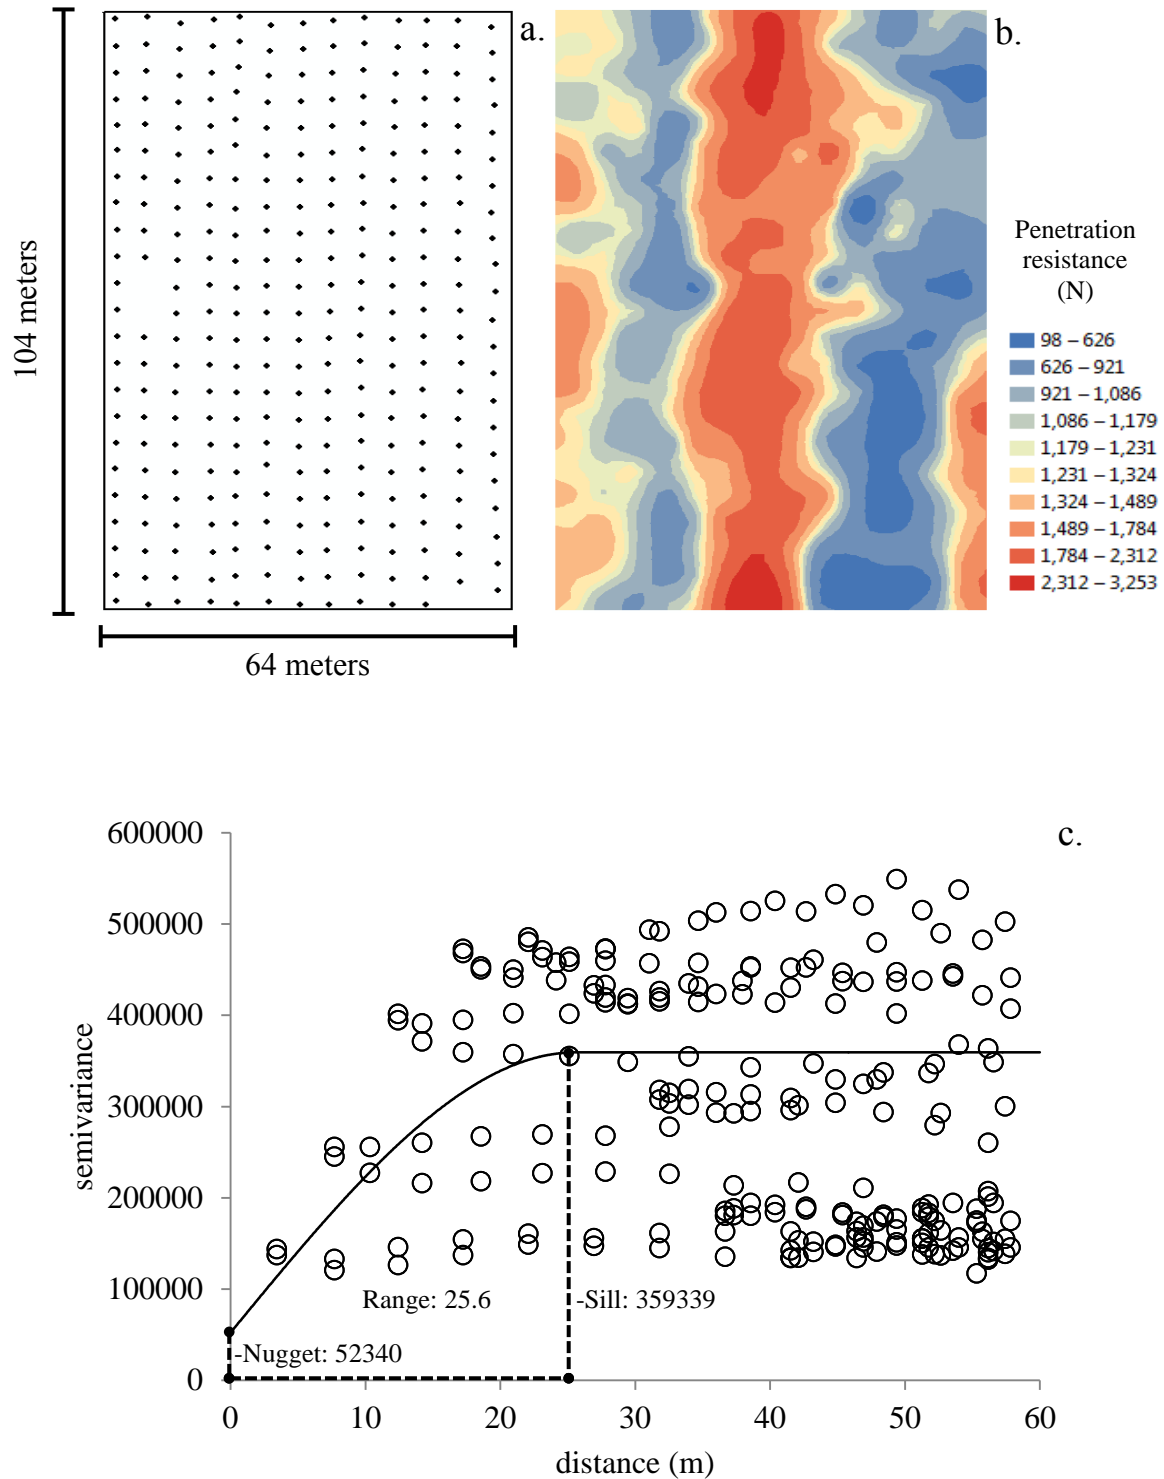 a.
b.
104 meters
64 meters
Penetration
resistance
(N)
98 – 626
626 – 921
921 – 1,086
1,086 – 1,179
1,179 – 1,231
1,231 – 1,324
1,324 – 1,489
1,489 – 1,784
1,784 – 2,312
2,312 – 3,253
c.
600000
500000
400000
300000
200000
100000
0
semivariance
Range: 25.6
-Sill: 359339
-Nugget: 52340
0 10 20 30 40 50 60
distance (m)